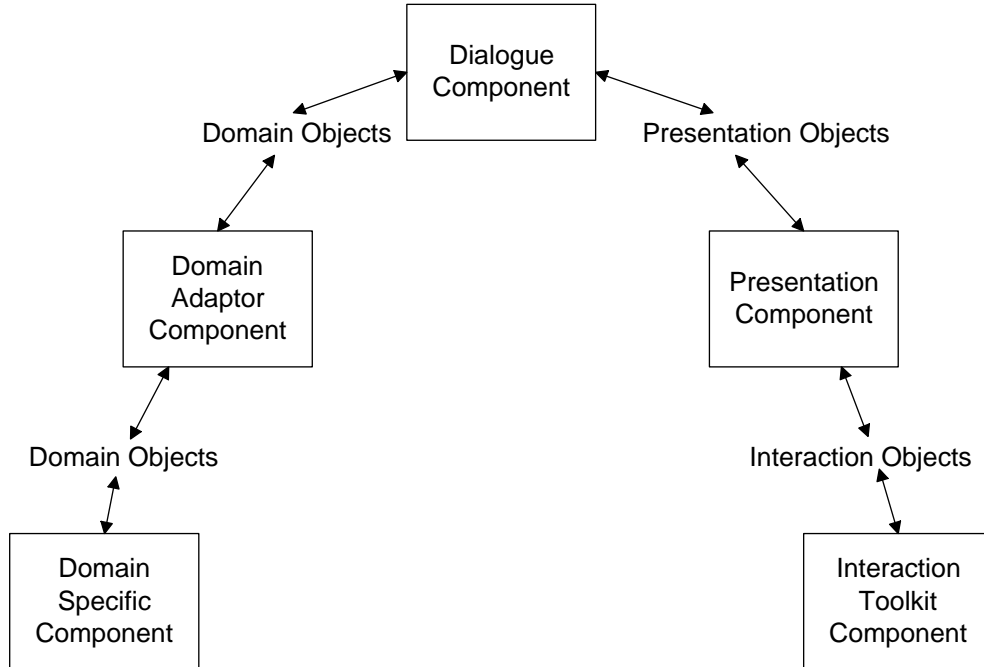 Dialogue
Component
Domain Objects
Presentation Objects
Domain
Adaptor
Component
Presentation
Component
Domain Objects
Interaction Objects
Domain
Specific
Component
Interaction
Toolkit
Component